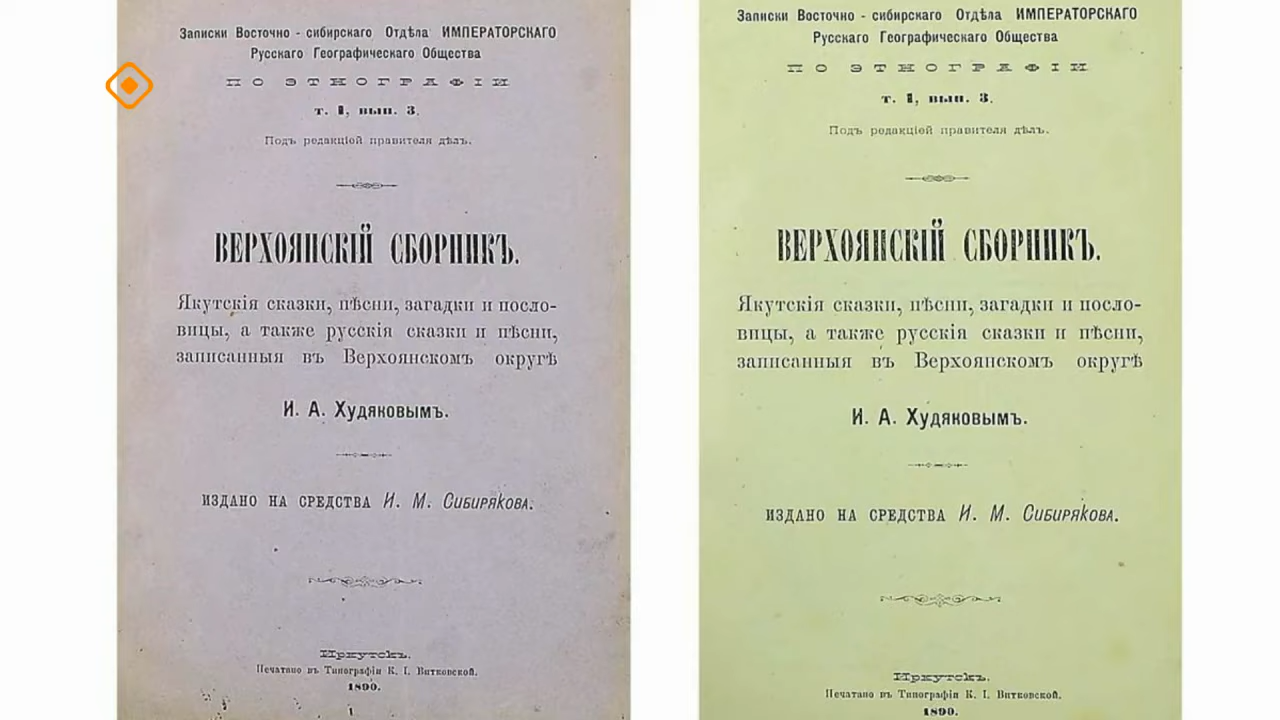 Записки Восточно - сибирскаго Отдѣла ИМПЕРАТОРСКАГО
Русскаго Географическаго Общества
ПО ЭТНОГРАФІИ
т. 1, вып. 3.
Подъ редакціей правителя дѣлъ.
ВЕРХОЯНСКІЙ СБОРНИКЪ.
Якутскія сказки, пѣсни, загадки и посло-
вицы, а также русскія сказки и пѣсни,
записанныя въ Верхоянскомъ округѣ
И. А. Худяковымъ.
ИЗДАНО НА СРЕДСТВА И. М. СИБИРЯКОВА.
Иркутскъ.
Печатано въ Типографіи К. І. Витковской.
1890.
1
Записки Восточно - сибирскаго Отдѣла ИМПЕРАТОРСКАГО
Русскаго Географическаго Общества
ПО ЭТНОГРАФІИ
т. 1, вып. 3.
Подъ редакціей правителя дѣлъ.
ВЕРХОЯНСКІЙ СБОРНИКЪ.
Якутскія сказки, пѣсни, загадки и посло-
вицы, а также русскія сказки и пѣсни,
записанныя въ Верхоянскомъ округѣ
И. А. Худяковымъ.
ИЗДАНО НА СРЕДСТВА И. М. СИБИРЯКОВА.
Иркутскъ.
Печатано въ Типографіи К. І. Витковской.
1890.